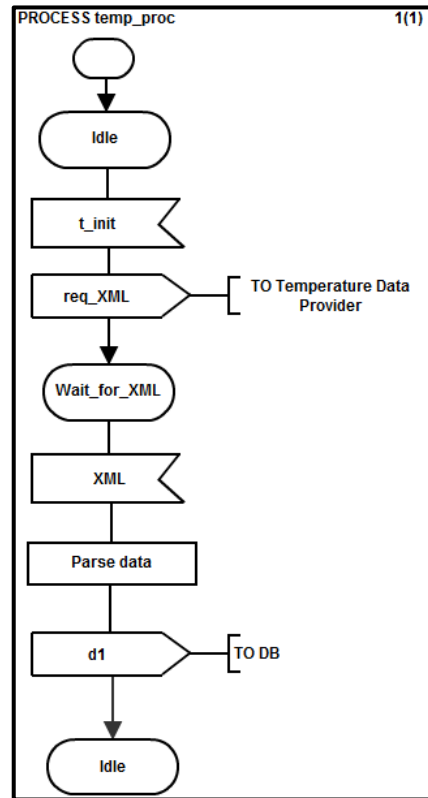 PROCESS temp_proc 1(1)
Idle
t_init
req_XML
TO Temperature Data
Provider
Wait_for_XML
XML
Parse data
d1
TO DB
Idle